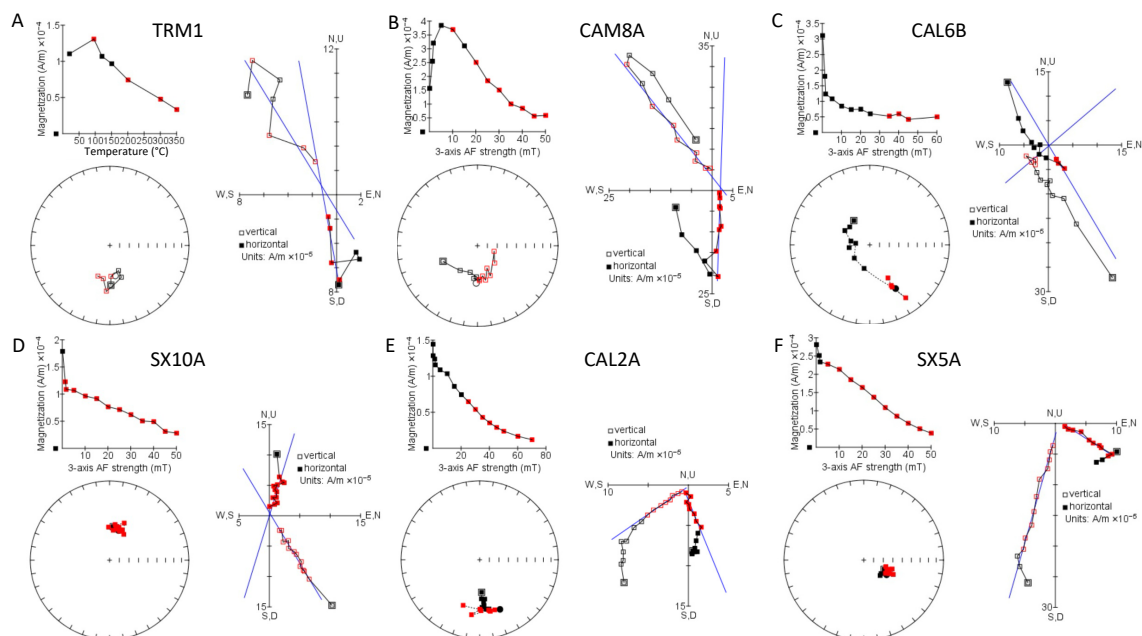 A
TRM1
Magnetization (A/m) ×10⁻⁴
1.5
1
0.5
50 100 150 200 250 300 350
Temperature (°C)
12
N,U
W,S
8
E,N
2
□vertical
■horizontal
Units: A/m ×10⁻⁵
8
S,D
B
CAM8A
Magnetization (A/m) ×10⁻⁴
4
3.5
3
2.5
2
1.5
1
0.5
0 10 20 30 40 50
3-axis AF strength (mT)
N,U
35
W,S
25
E,N
5
□vertical
■horizontal
Units: A/m ×10⁻⁵
25
S,D
C
CAL6B
Magnetization (A/m) ×10⁻⁴
3.5
3
2.5
2
1.5
1
0.5
0 10 20 30 40 50 60
3-axis AF strength (mT)
N,U
15
W,S
10
E,N
15
□vertical
■horizontal
Units: A/m ×10⁻⁵
30
S,D
D
SX10A
Magnetization (A/m) ×10⁻⁴
2
1.5
1
0.5
10 20 30 40 50
3-axis AF strength (mT)
N,U
15
W,S
5
E,N
15
□vertical
■horizontal
Units: A/m ×10⁻⁵
15
S,D
E
CAL2A
Magnetization (A/m) ×10⁻⁴
1.5
1
0.5
0 20 40 60 80
3-axis AF strength (mT)
N,U
10
W,S
5
E,N
□vertical
■horizontal
Units: A/m ×10⁻⁵
15
S,D
F
SX5A
Magnetization (A/m) ×10⁻⁴
3
2.5
2
1.5
1
0.5
0 10 20 30 40 50
3-axis AF strength (mT)
N,U
W,S
10
E,N
10
□vertical
■horizontal
Units: A/m ×10⁻⁵
30
S,D